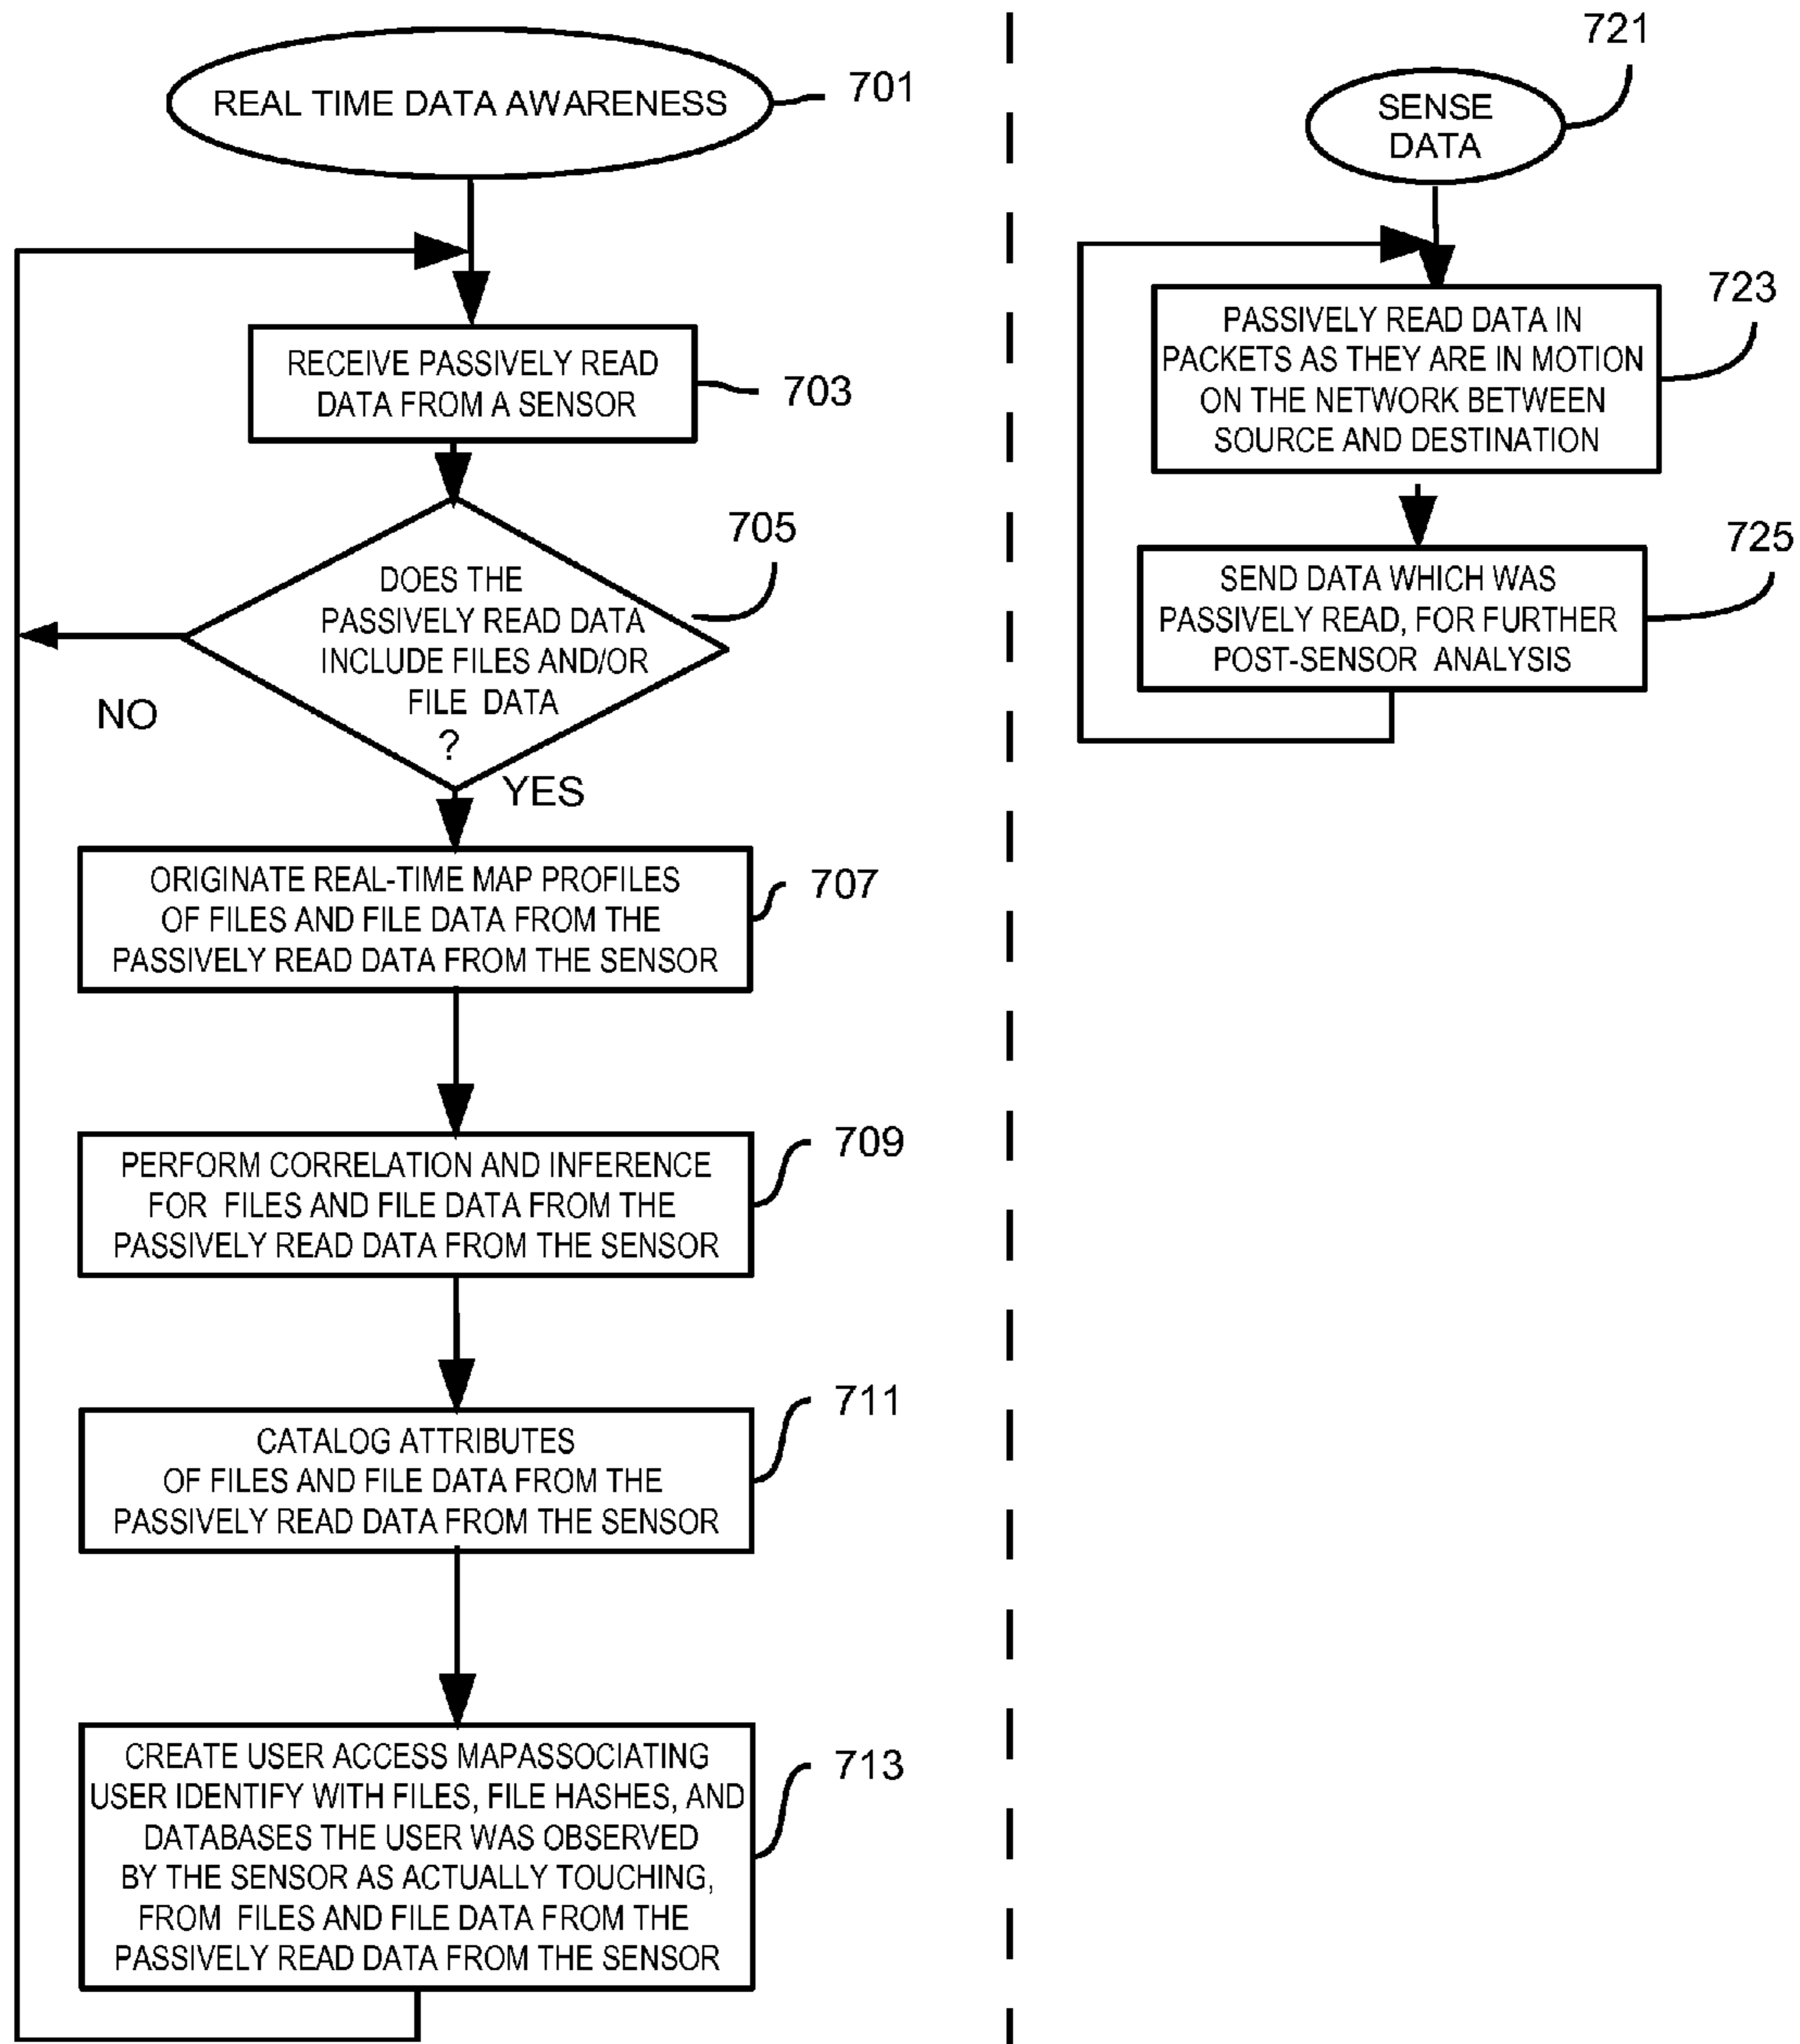 REAL TIME DATA AWARENESS
701
RECEIVE PASSIVELY READ
DATA FROM A SENSOR
703
705
DOES THE
PASSIVELY READ DATA
INCLUDE FILES AND/OR
FILE DATA
?
NO
YES
ORIGINATE REAL-TIME MAP PROFILES
OF FILES AND FILE DATA FROM THE
PASSIVELY READ DATA FROM THE SENSOR
707
PERFORM CORRELATION AND INFERENCE
FOR FILES AND FILE DATA FROM THE
PASSIVELY READ DATA FROM THE SENSOR
709
CATALOG ATTRIBUTES
OF FILES AND FILE DATA FROM THE
PASSIVELY READ DATA FROM THE SENSOR
711
CREATE USER ACCESS MAPASSOCIATING
USER IDENTIFY WITH FILES, FILE HASHES, AND
DATABASES THE USER WAS OBSERVED
BY THE SENSOR AS ACTUALLY TOUCHING,
FROM FILES AND FILE DATA FROM THE
PASSIVELY READ DATA FROM THE SENSOR
713
721
SENSE
DATA
723
PASSIVELY READ DATA IN
PACKETS AS THEY ARE IN MOTION
ON THE NETWORK BETWEEN
SOURCE AND DESTINATION
725
SEND DATA WHICH WAS
PASSIVELY READ, FOR FURTHER
POST-SENSOR ANALYSIS